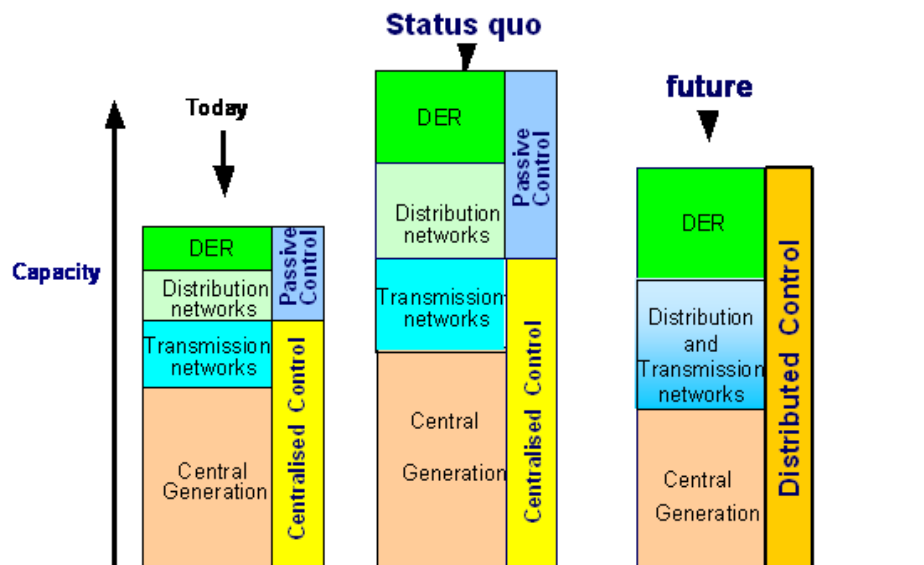 Status quo
future
Today
Capacity
DER
Distribution
networks
Transmission
networks
Central
Generation
Passive
Control
Centralised Control
DER
Distribution
networks
Transmission
networks
Central
Generation
Passive
Control
Centralised Control
DER
Distribution
and
Transmission
networks
Central
Generation
Distributed Control